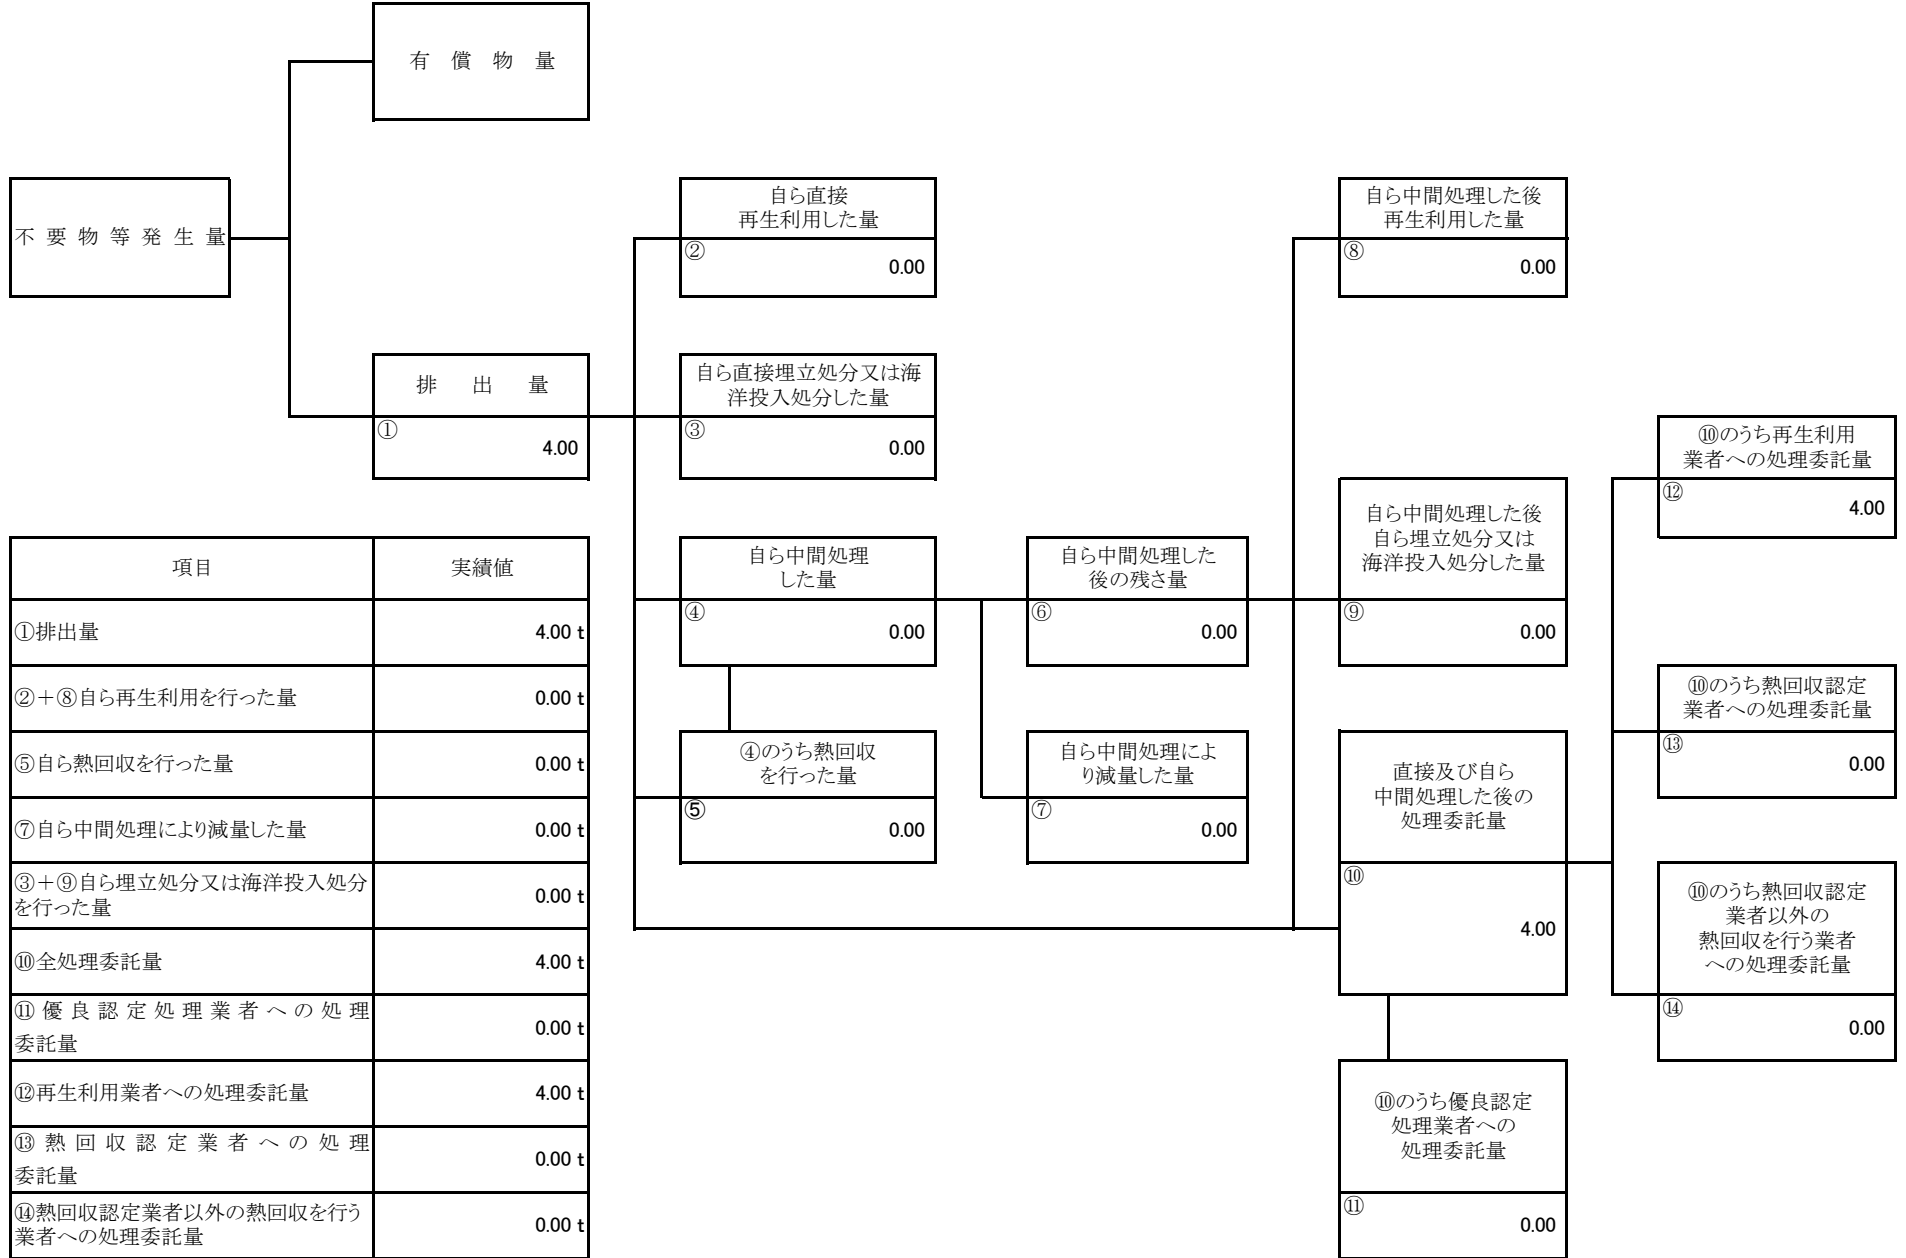 有 償 物 量
不 要 物 等 発 生 量
自ら直接
再生利用した量
②
0.00
自ら中間処理した後
再生利用した量
⑧
0.00
排 出 量
①
4.00
自ら直接埋立処分又は海
洋投入処分した量
③
0.00
⑩のうち再生利用
業者への処理委託量
⑫
4.00
自ら中間処理
した量
④
0.00
自ら中間処理した
後の残さ量
⑥
0.00
自ら中間処理した後
自ら埋立処分又は
海洋投入処分した量
⑨
0.00
④のうち熱回収
を行った量
⑤
0.00
自ら中間処理によ
り減量した量
⑦
0.00
直接及び自ら
中間処理した後の
処理委託量
⑩
4.00
⑩のうち熱回収認定
業者への処理委託量
⑬
0.00
⑩のうち熱回収認定
業者以外の
熱回収を行う業者
への処理委託量
⑭
0.00
⑩のうち優良認定
処理業者への
処理委託量
⑪
0.00
項目 実績値
①排出量 4.00 t
②＋⑧自ら再生利用を行った量 0.00 t
⑤自ら熱回収を行った量 0.00 t
⑦自ら中間処理により減量した量 0.00 t
③＋⑨自ら埋立処分又は海洋投入処分
を行った量 0.00 t
⑩全処理委託量 4.00 t
⑪優良認定処理業者への処理
委託量 0.00 t
⑫再生利用業者への処理委託量 4.00 t
⑬熱回収認定業者への処理
委託量 0.00 t
⑭熱回収認定業者以外の熱回収を行う
業者への処理委託量 0.00 t